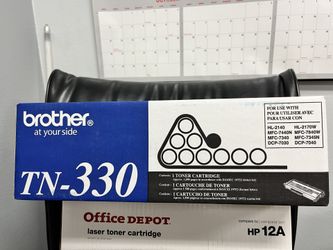 brother
at your side
TN-330
FOR USE WITH
POUR UTILISER AVEC
PARA USAR CON
HL-2140 HL-2170W
MFC-7440N MFC-7840W
MFC-7340 MFC-7345N
DCP-7030 DCP-7040
CONTENTS: 1 TONER CARTRIDGE
1 CARTOUCHE DE TONER
1 CARTUCHO DE TONER
Office DEPOT
laser toner cartridge
HP 12A